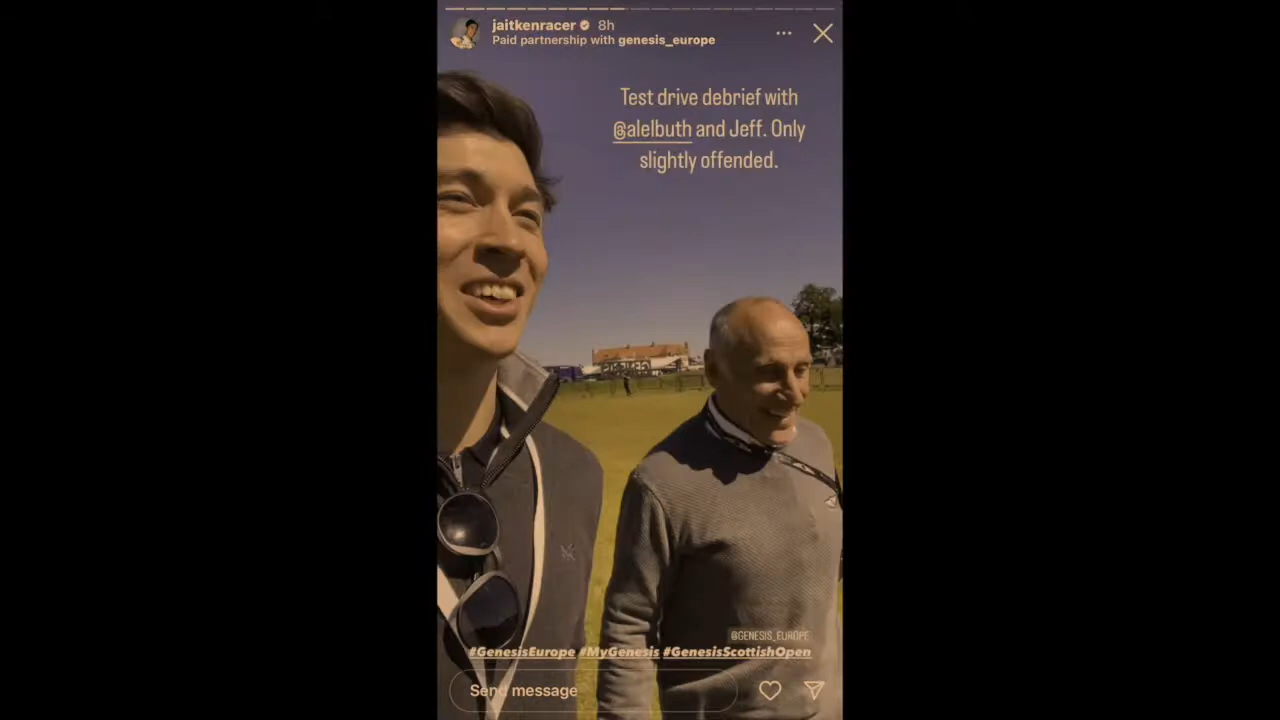 jaitkenracer 8h
Paid partnership with genesis_europe
Test drive debrief with
@alelbuth and Jeff. Only
slightly offended.
GENESIS
@GENESIS_EUROPE
#GenesisEurope #MyGenesis #GenesisScottishOpen
Send message